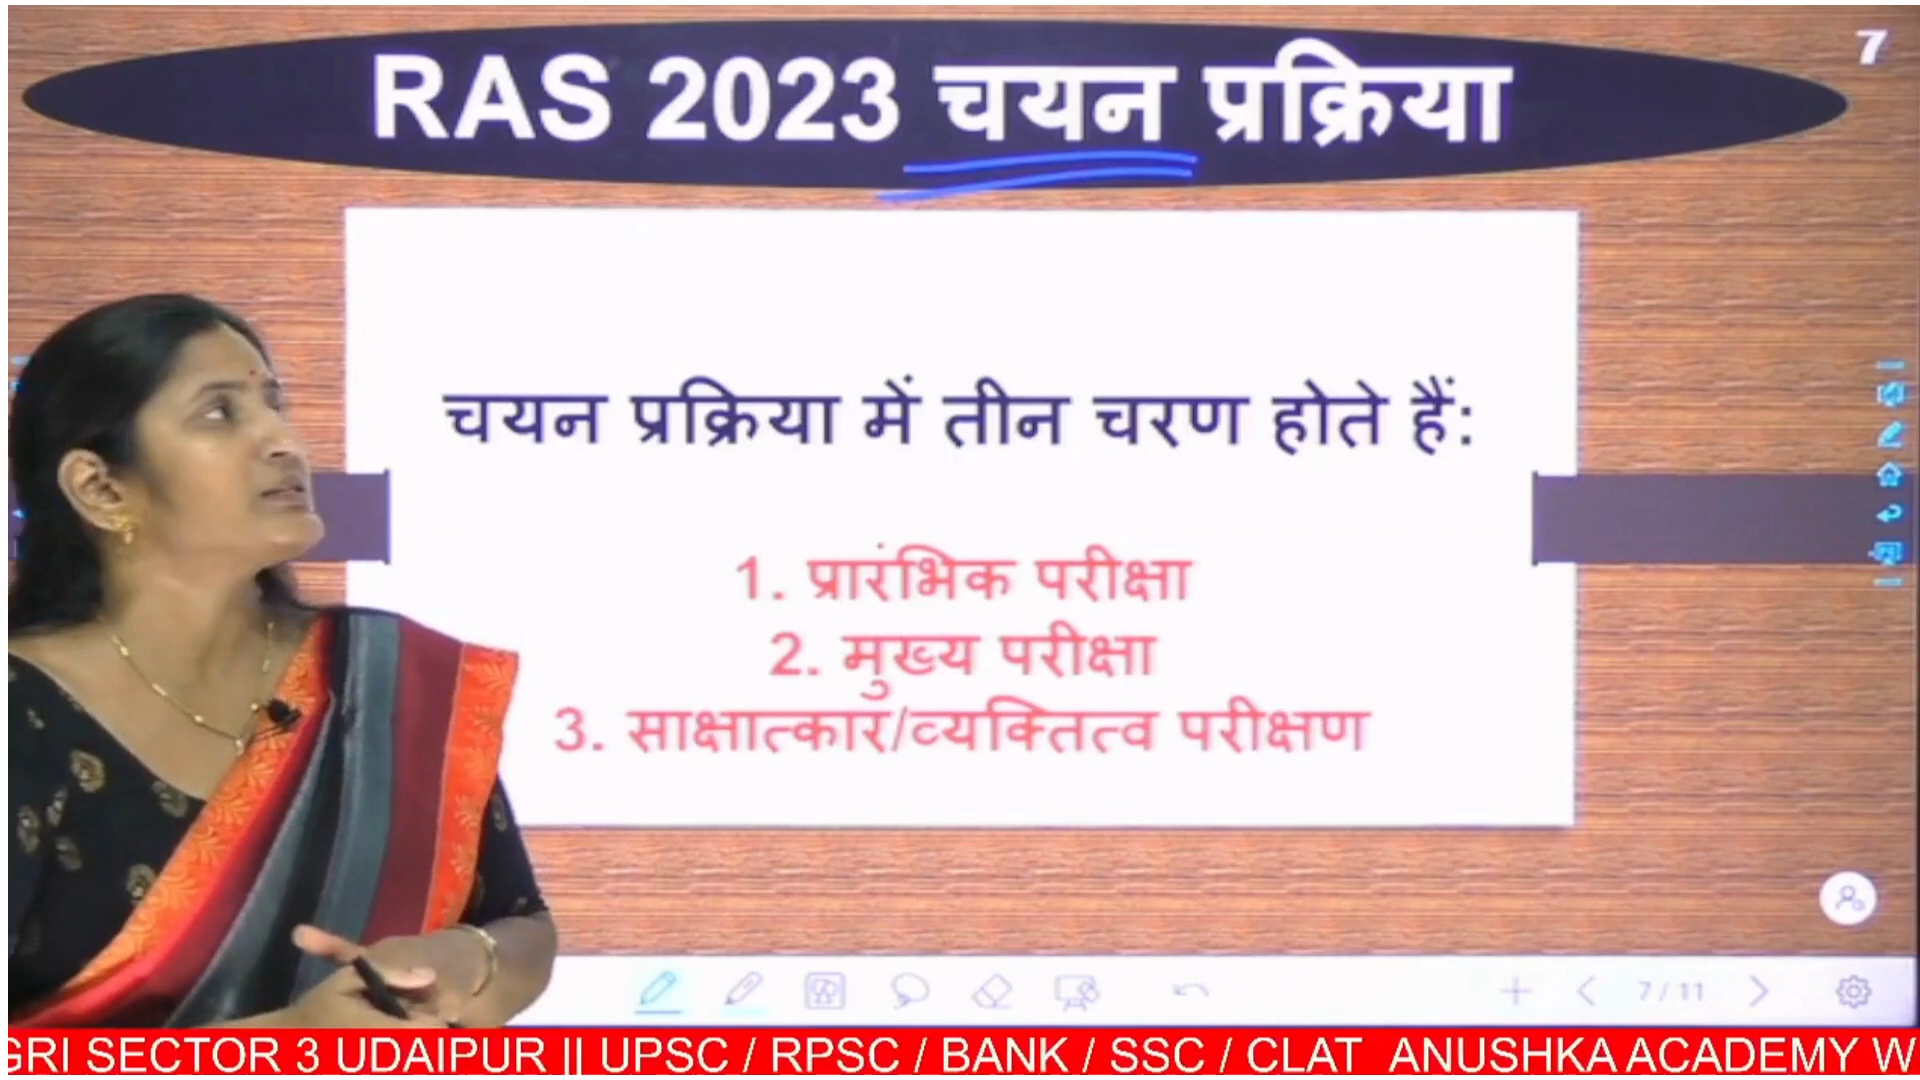 RAS 2023 चयन प्रक्रिया
7
चयन प्रक्रिया में तीन चरण होते हैं:
1. प्रारंभिक परीक्षा
2. मुख्य परीक्षा
3. साक्षात्कार/व्यक्तित्व परीक्षण
7 / 11
GRI SECTOR 3 UDAIPUR || UPSC / RPSC / BANK / SSC / CLAT ANUSHKA ACADEMY W